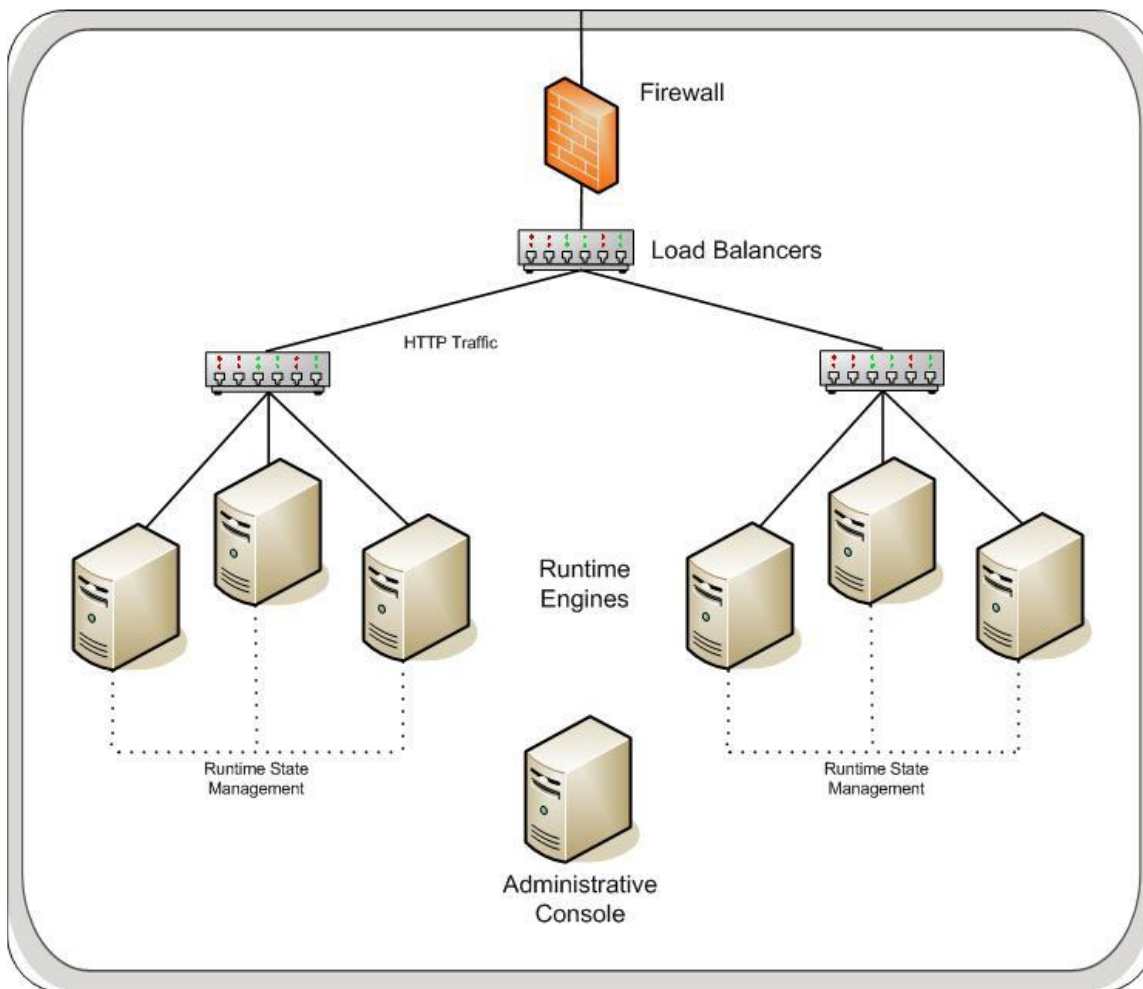 Firewall
Load Balancers
HTTP Traffic
Runtime
Engines
Runtime State
Management
Runtime State
Management
Administrative
Console